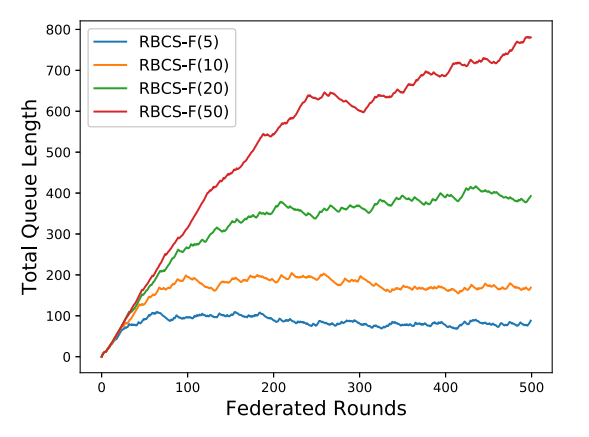 800
700
600
500
400
300
200
100
0
Total Queue Length
RBCS-F(5)
RBCS-F(10)
RBCS-F(20)
RBCS-F(50)
0 100 200 300 400 500
Federated Rounds